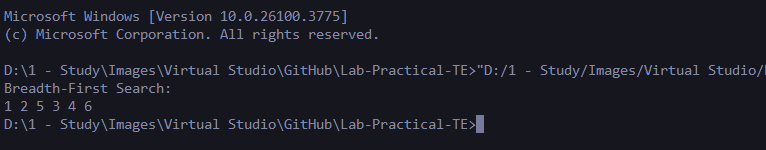 Microsoft Windows [Version 10.0.26100.3775]
(c) Microsoft Corporation. All rights reserved.
D:\1 - Study\Images\Virtual Studio\GitHub\Lab-Practical-TE>"D:/1 - Study/Images/Virtual Studio/
Breadth-First Search:
1 2 5 3 4 6
D:\1 - Study\Images\Virtual Studio\GitHub\Lab-Practical-TE>